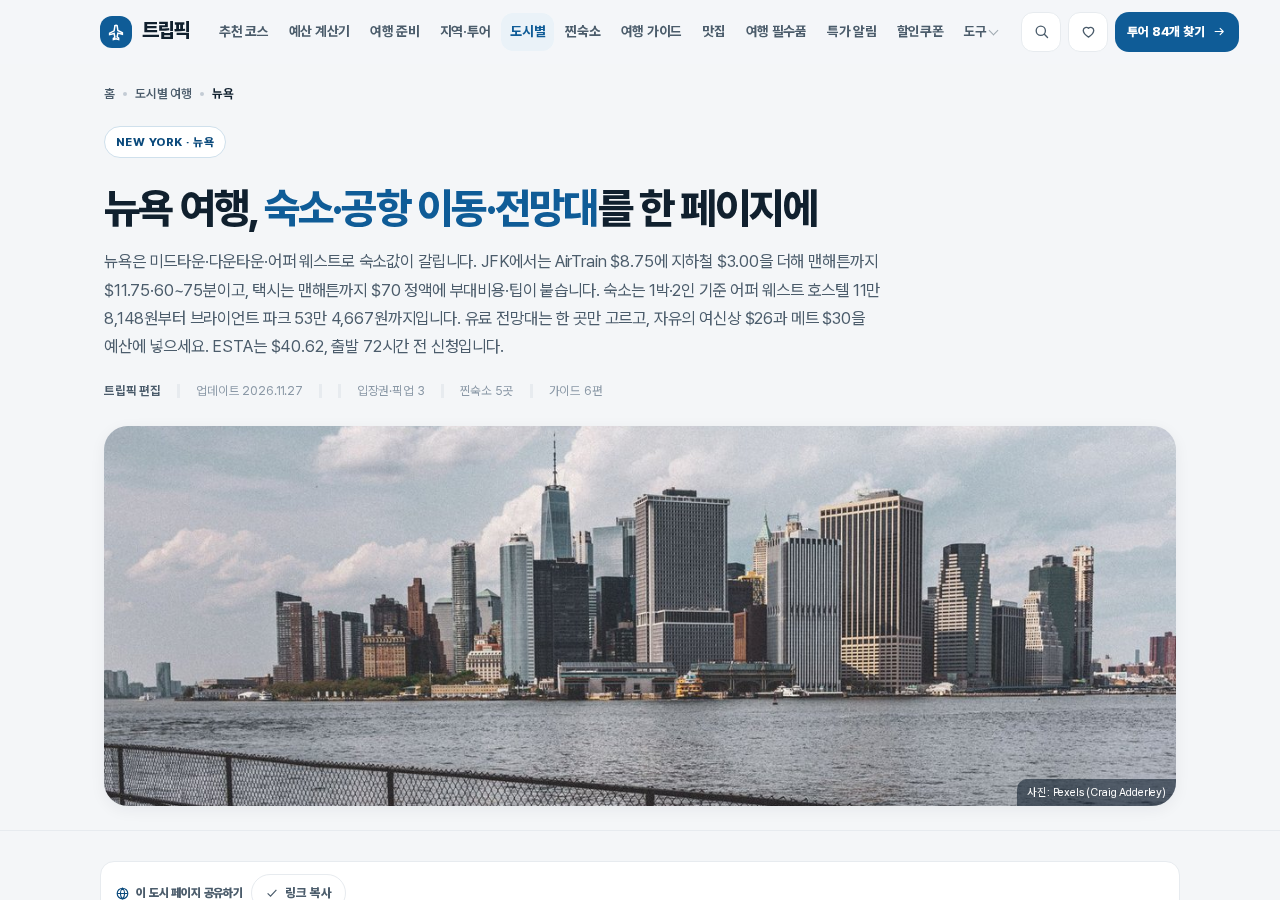 트립픽
추천 코스
예산 계산기
여행 준비
지역·투어
도시별
찐숙소
여행 가이드
맛집
여행 필수품
특가 알림
할인쿠폰
도구
투어 84개 찾기
홈 • 도시별 여행 • 뉴욕
NEW YORK · 뉴욕
뉴욕 여행, 숙소·공항 이동·전망대를 한 페이지에
뉴욕은 미드타운·다운타운·어퍼 웨스트로 숙소값이 갈립니다. JFK에서는 AirTrain $8.75에 지하철 $3.00을 더해 맨해튼까지
$11.75·60~75분이고, 택시는 맨해튼까지 $70 정액에 부대비용·팁이 붙습니다. 숙소는 1박·2인 기준 어퍼 웨스트 호스텔 11만
8,148원부터 브라이언트 파크 53만 4,667원까지입니다. 유료 전망대는 한 곳만 고르고, 자유의 여신상 $26과 메트 $30을
예산에 넣으세요. ESTA는 $40.62, 출발 72시간 전 신청입니다.
트립픽 편집
업데이트 2026.11.27
입장권·픽업 3
찐숙소 5곳
가이드 6편
사진: Pexels (Craig Adderley)
이 도시 페이지 공유하기
링크 복사